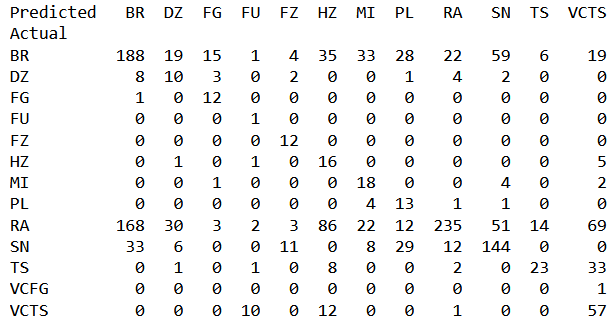 Predicted   BR  DZ  FG  FU  FZ  HZ  MI  PL   RA   SN  TS  VCTS
Actual
BR         188  19  15   1   4  35  33  28   22   59   6    19
DZ           8  10   3   0   2   0   0   1    4    2   0     0
FG           1   0  12   0   0   0   0   0    0    0   0     0
FU           0   0   0   1   0   0   0   0    0    0   0     0
FZ           0   0   0   0  12   0   0   0    0    0   0     0
HZ           0   1   0   1   0  16   0   0    0    0   0     5
MI           0   0   1   0   0   0  18   0    0    4   0     2
PL           0   0   0   0   0   0   4  13    1    1   0     0
RA         168  30   3   2   3  86  22  12  235   51  14    69
SN          33   6   0   0  11   0   8  29   12  144   0     0
TS           0   1   0   1   0   8   0   0    2    0  23    33
VCFG         0   0   0   0   0   0   0   0    0    0   0     1
VCTS         0   0   0  10   0  12   0   0    1    0   0    57